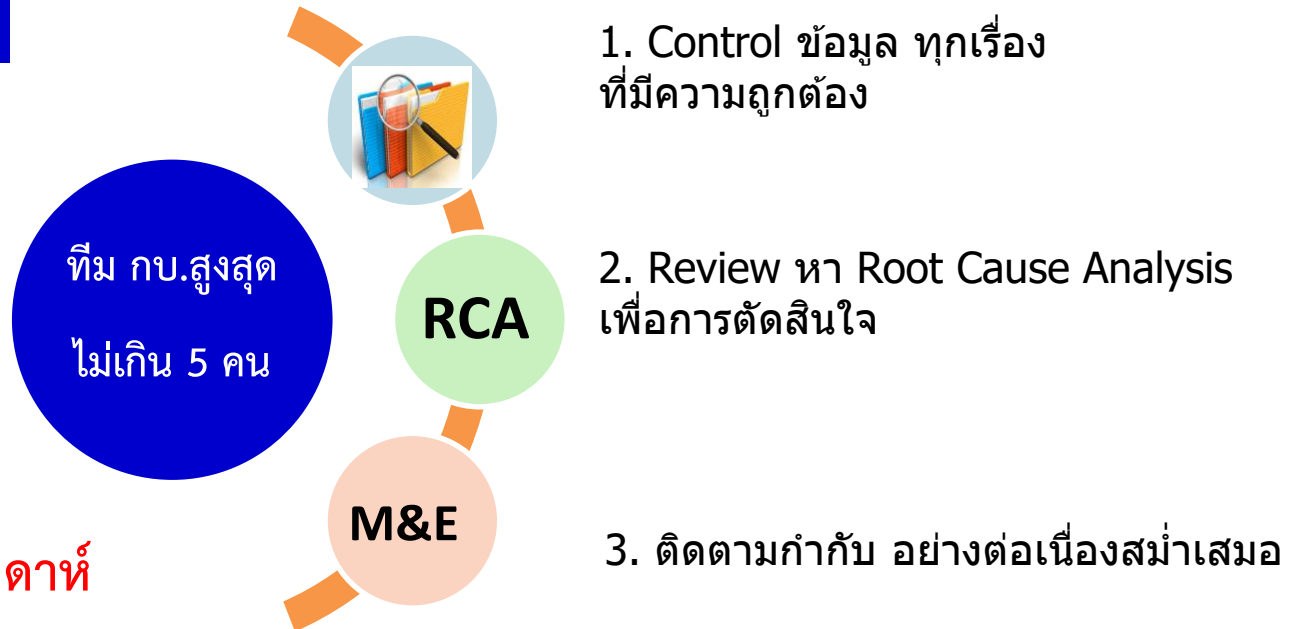 1. Control ข้อมูล ทุกเรื่อง
ที่มีความถูกต้อง
ทีม กบ.สูงสุด
ไม่เกิน 5 คน
RCA
2. Review หา Root Cause Analysis
เพื่อการตัดสินใจ
M&E
3. ติดตามกำกับ อย่างต่อเนื่องสม่ำเสมอ
ดาห์